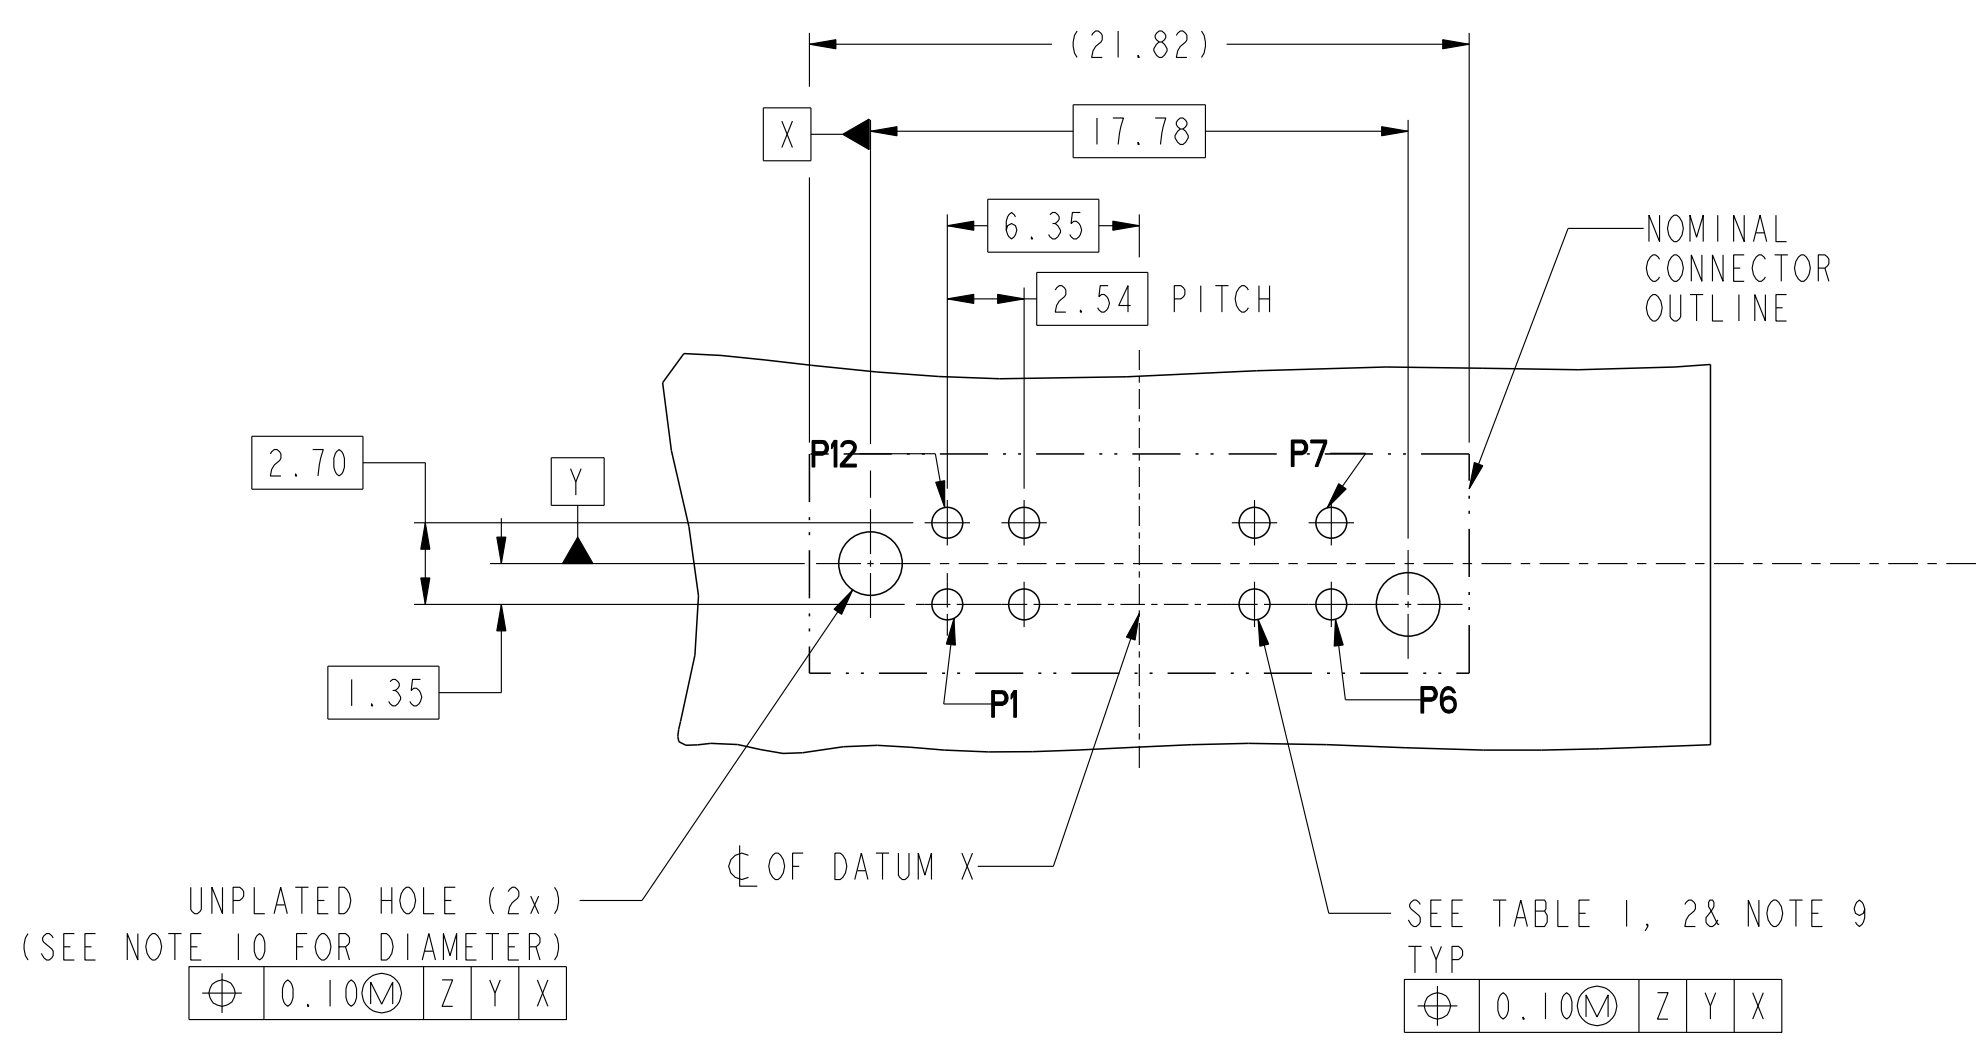 (21.82)
X
17.78
6.35
2.54 PITCH
NOMINAL
CONNECTOR
OUTLINE
2.70
Y
P12
P7
1.35
P1
P6
℄ OF DATUM X
UNPLATED HOLE (2x)
(SEE NOTE 10 FOR DIAMETER)
⌖ 0.10Ⓜ Z Y X
SEE TABLE 1, 2& NOTE 9
TYP
⌖ 0.10Ⓜ Z Y X